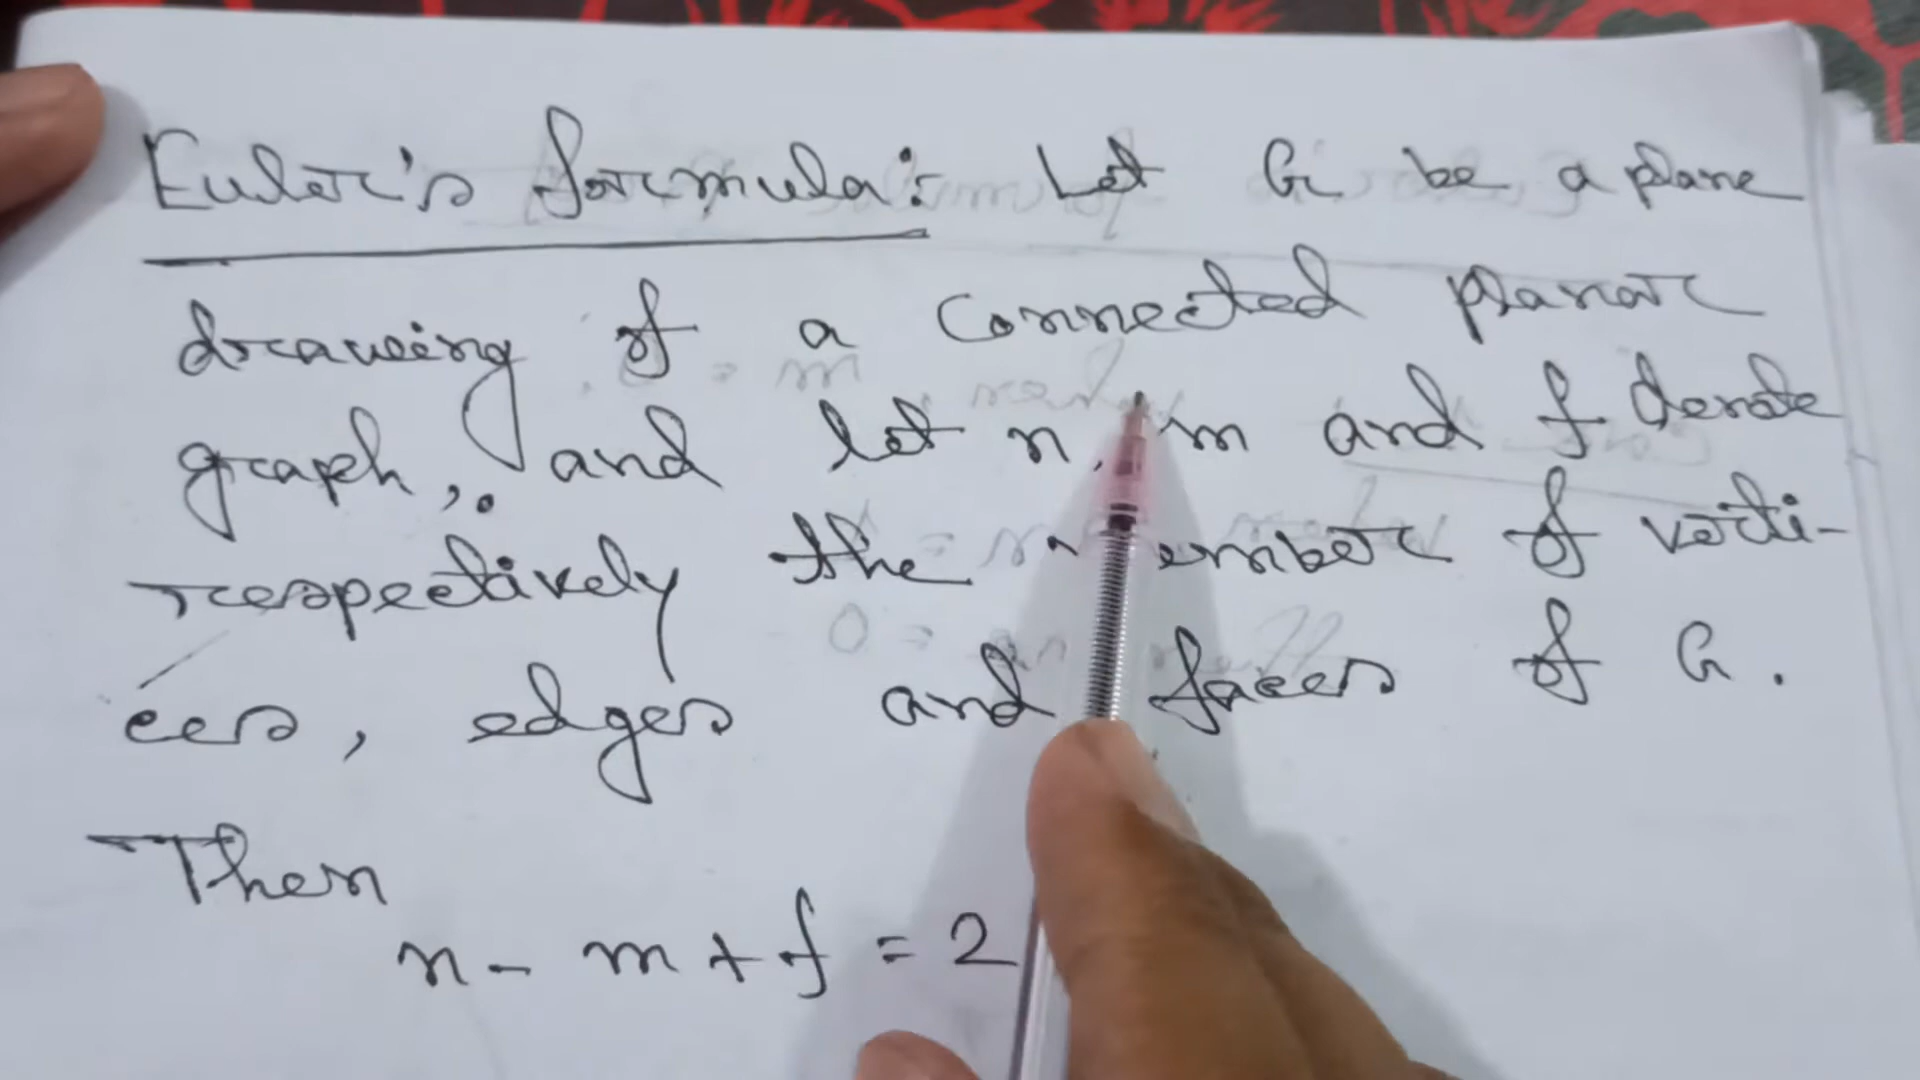 Euler's formula: Let G be a plane
drawing of a connected planar
graph, and let n, m and f denote
respectively the number of verti-
ces, edges and faces of G.
Then
n - m + f = 2